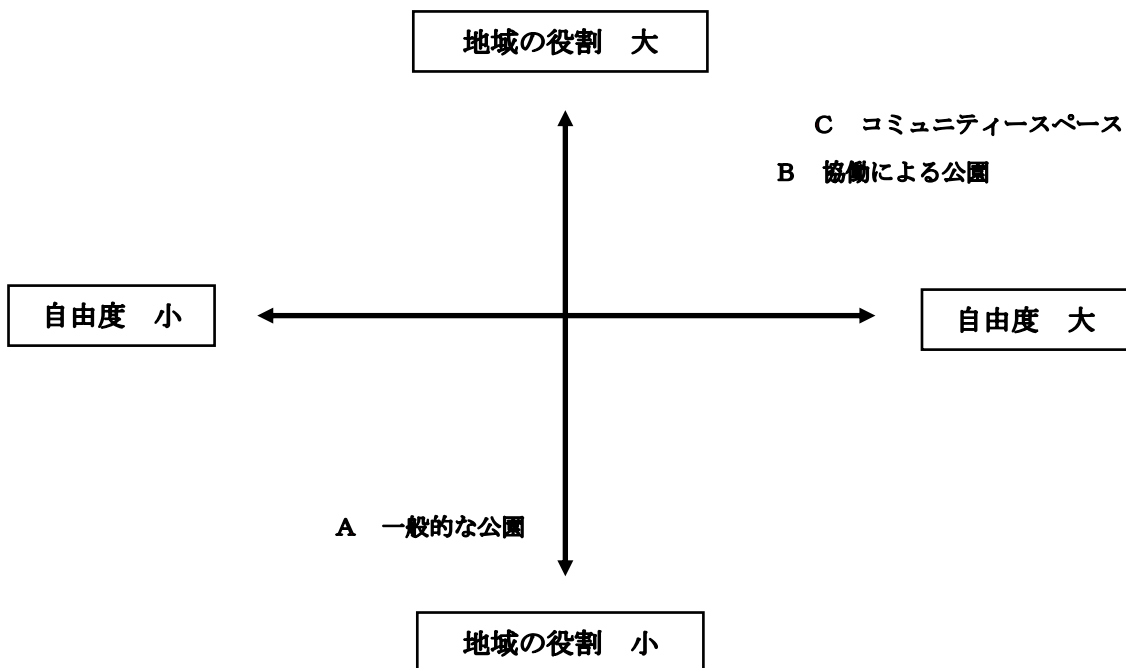 地域の役割　大
C　コミュニティースペース
B　協働による公園
自由度　小
自由度　大
A　一般的な公園
地域の役割　小